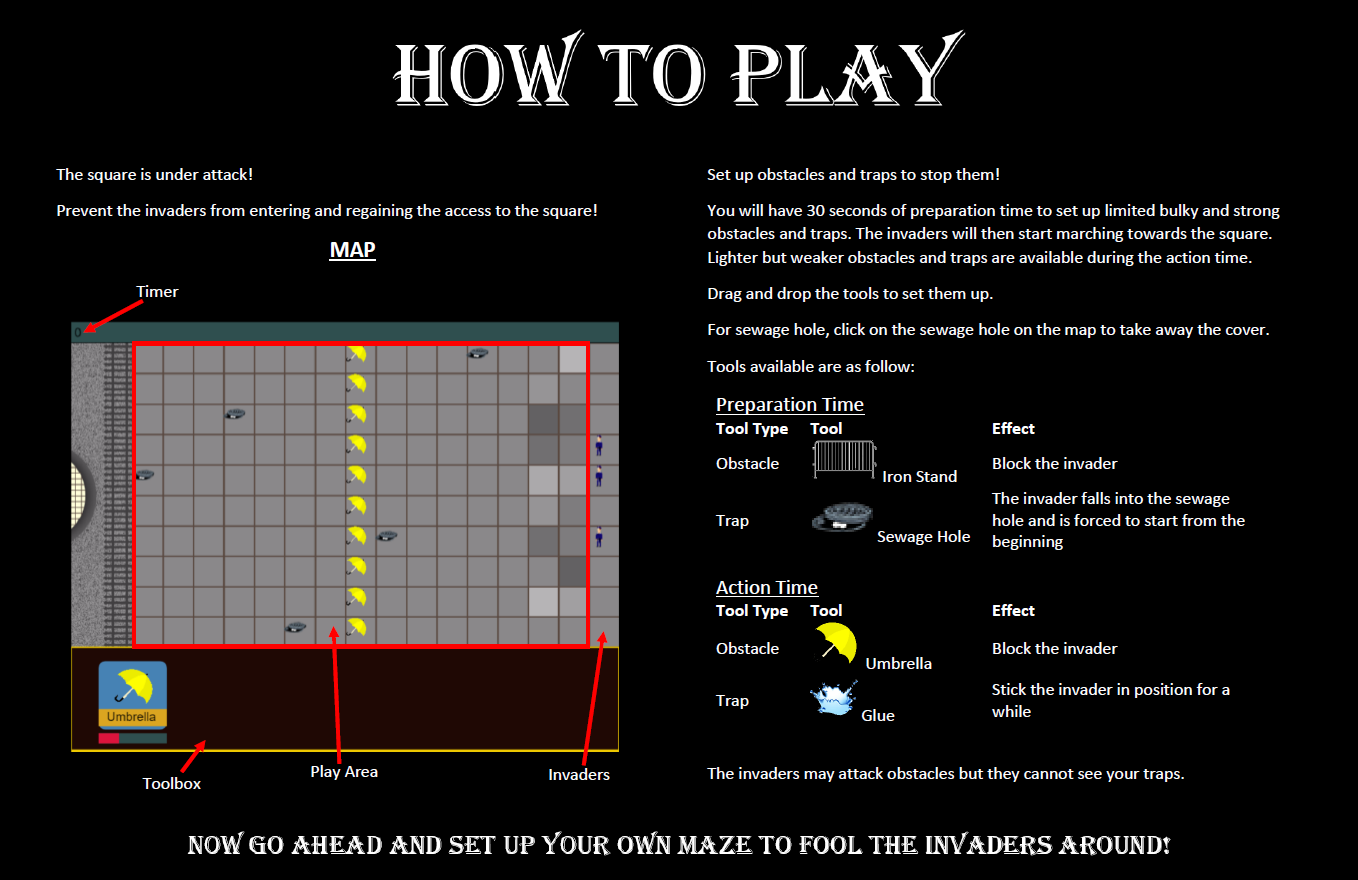 HOW TO PLAY
The square is under attack!
Prevent the invaders from entering and regaining the access to the square!
MAP
Timer
0
Umbrella
Toolbox
Play Area
Invaders
Set up obstacles and traps to stop them!
You will have 30 seconds of preparation time to set up limited bulky and strong
obstacles and traps. The invaders will then start marching towards the square.
Lighter but weaker obstacles and traps are available during the action time.
Drag and drop the tools to set them up.
For sewage hole, click on the sewage hole on the map to take away the cover.
Tools available are as follow:
Preparation Time
Tool Type Tool Effect
Obstacle Iron Stand Block the invader
Trap Sewage Hole The invader falls into the sewage
hole and is forced to start from the
beginning
Action Time
Tool Type Tool Effect
Obstacle Umbrella Block the invader
Trap Glue Stick the invader in position for a
while
The invaders may attack obstacles but they cannot see your traps.
NOW GO AHEAD AND SET UP YOUR OWN MAZE TO FOOL THE INVADERS AROUND!